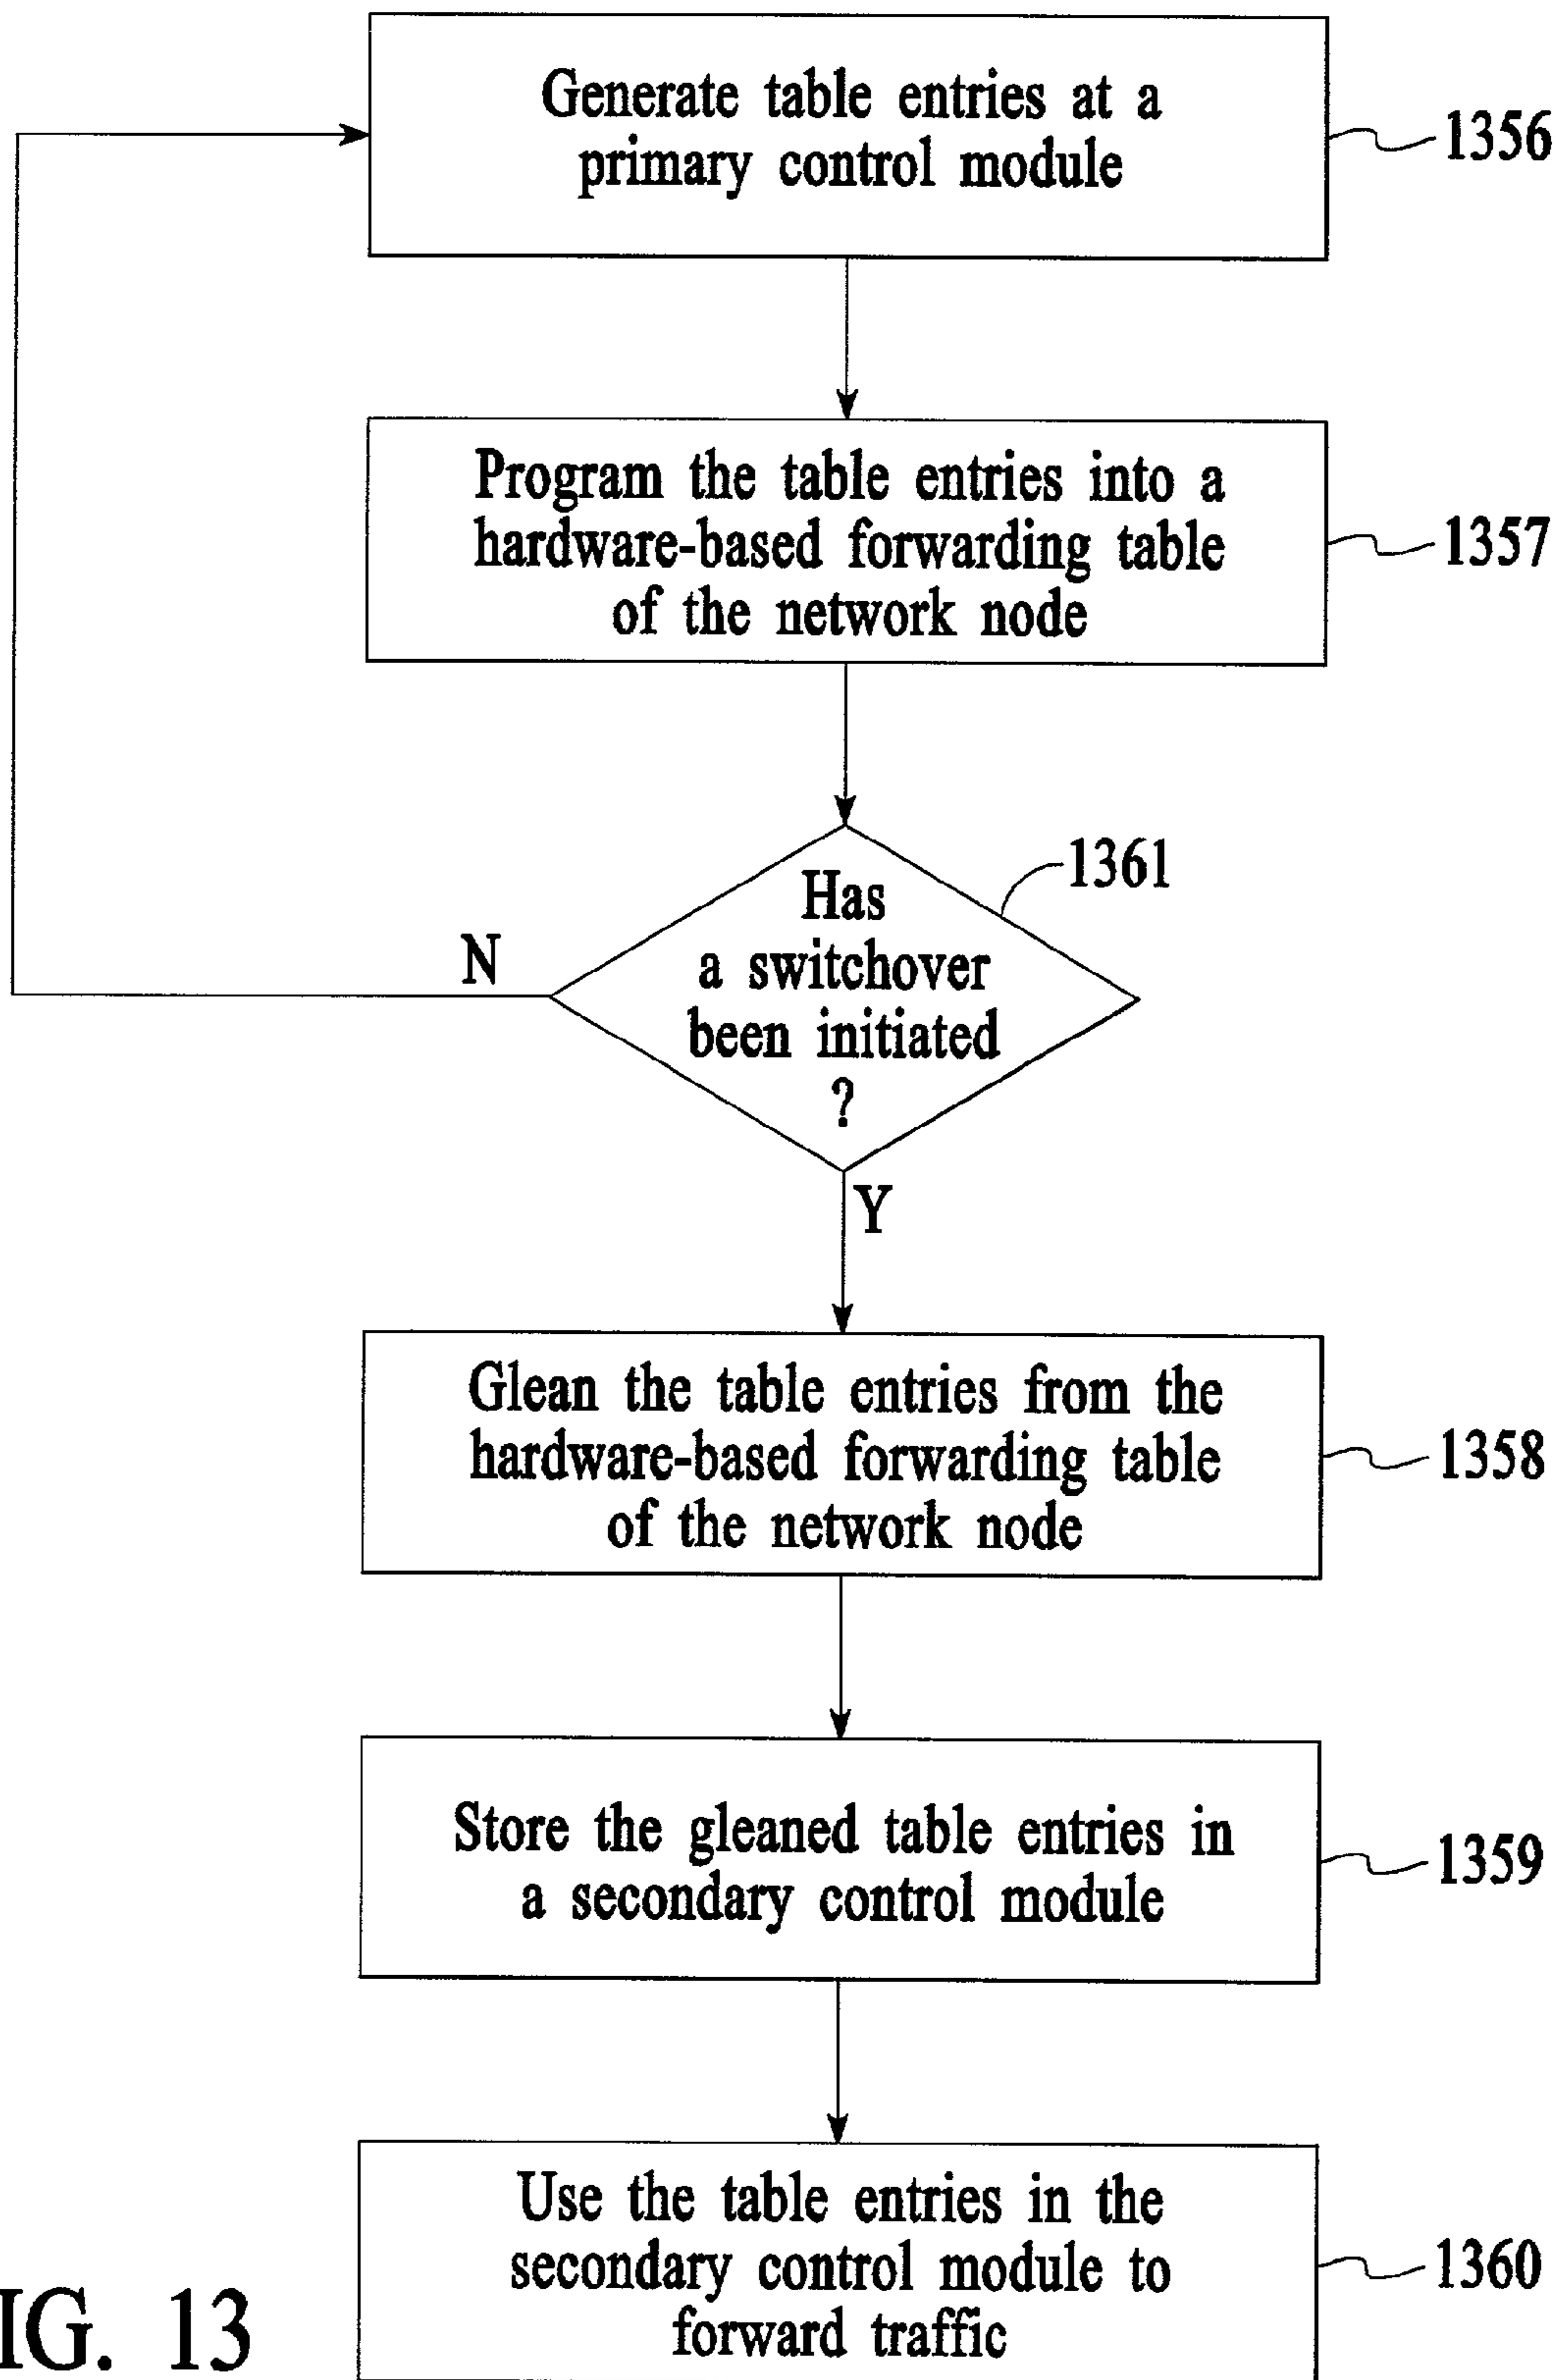 Generate table entries at a
primary control module
1356
Program the table entries into a
hardware-based forwarding table
of the network node
1357
1361
Has
a switchover
been initiated
?
N
Y
Glean the table entries from the
hardware-based forwarding table
of the network node
1358
Store the gleaned table entries in
a secondary control module
1359
Use the table entries in the
secondary control module to
forward traffic
1360
IG. 13